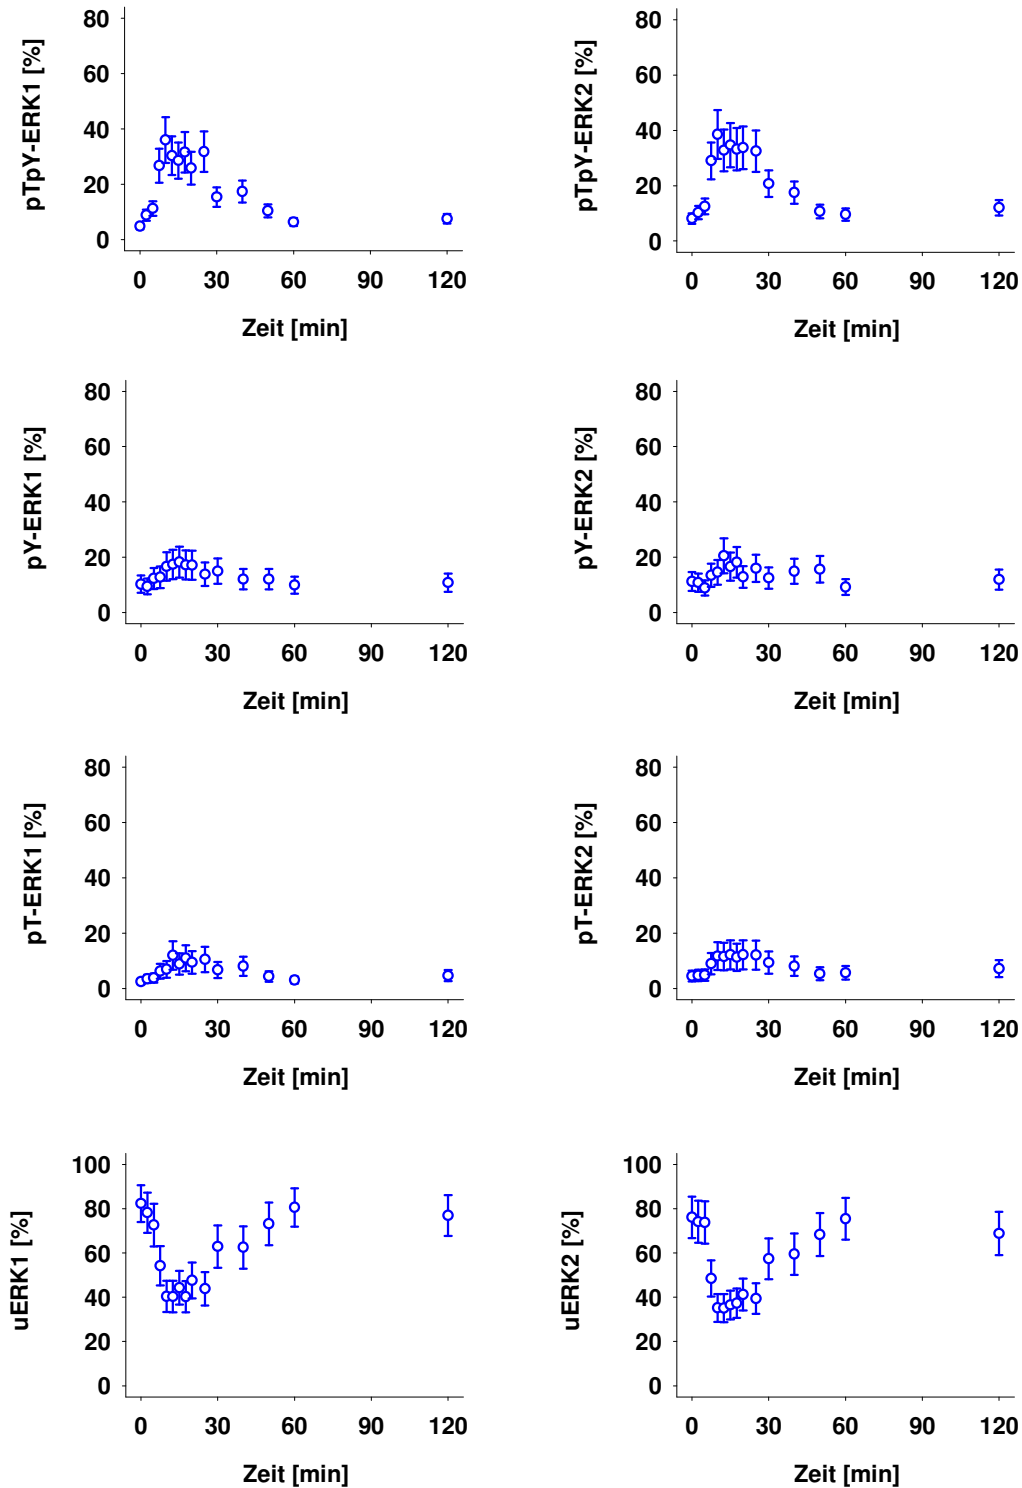 pTpY-ERK1 [%]
80
60
40
20
0
0 30 60 90 120
Zeit [min]
pTpY-ERK2 [%]
80
60
40
20
0
0 30 60 90 120
Zeit [min]
pY-ERK1 [%]
80
60
40
20
0
0 30 60 90 120
Zeit [min]
pY-ERK2 [%]
80
60
40
20
0
0 30 60 90 120
Zeit [min]
pT-ERK1 [%]
80
60
40
20
0
0 30 60 90 120
Zeit [min]
pT-ERK2 [%]
80
60
40
20
0
0 30 60 90 120
Zeit [min]
uERK1 [%]
100
80
60
40
20
0
0 30 60 90 120
Zeit [min]
uERK2 [%]
100
80
60
40
20
0
0 30 60 90 120
Zeit [min]